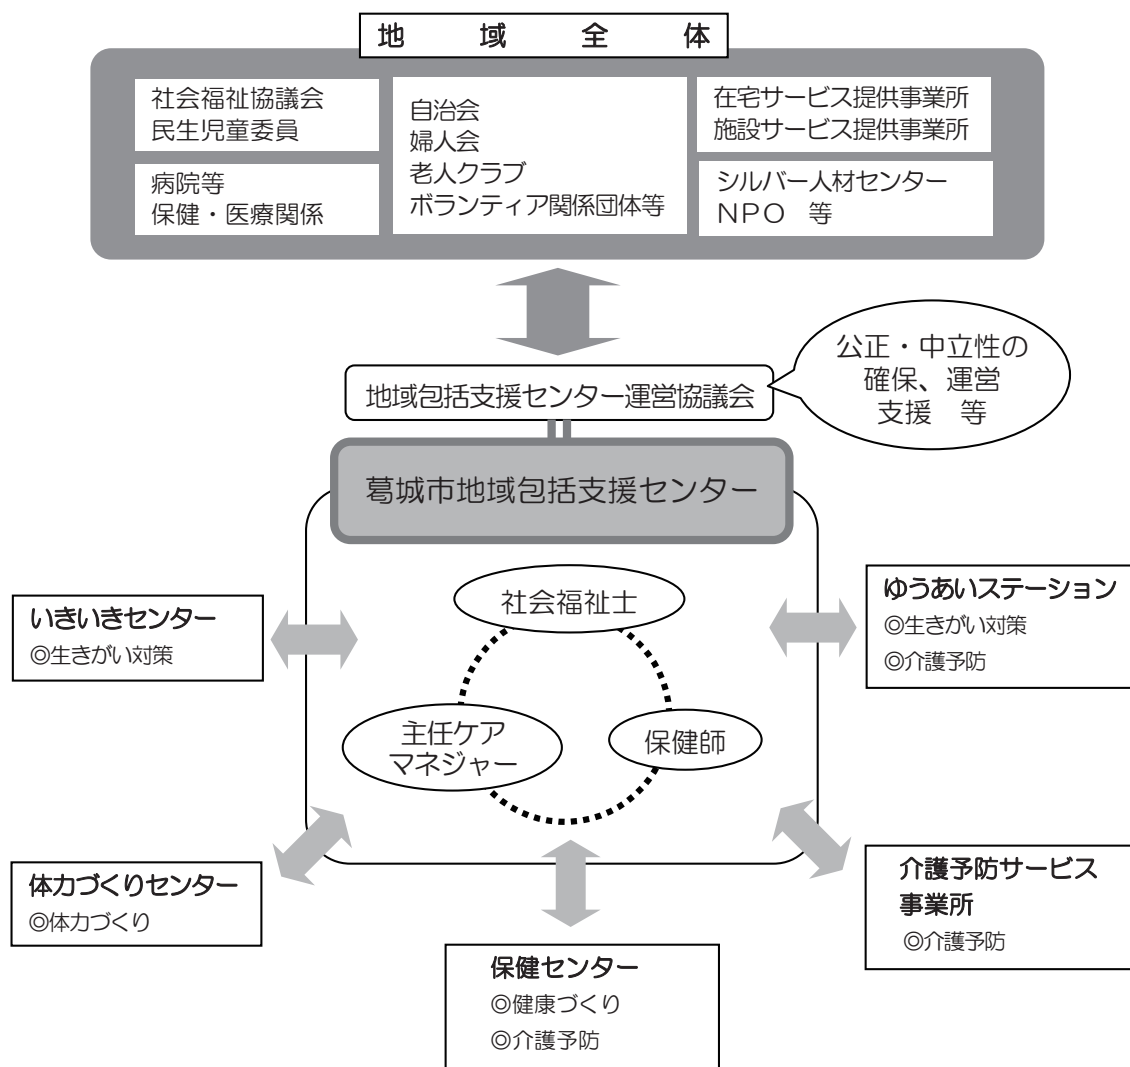 地域全体
社会福祉協議会
民生児童委員
病院等
保健・医療関係
自治会
婦人会
老人クラブ
ボランティア関係団体等
在宅サービス提供事業所
施設サービス提供事業所
シルバー人材センター
ＮＰＯ　等
公正・中立性の
確保、運営
支援　等
地域包括支援センター運営協議会
葛城市地域包括支援センター
社会福祉士
主任ケア
マネジャー
保健師
いきいきセンター
◎生きがい対策
ゆうあいステーション
◎生きがい対策
◎介護予防
体力づくりセンター
◎体力づくり
保健センター
◎健康づくり
◎介護予防
介護予防サービス
事業所
◎介護予防